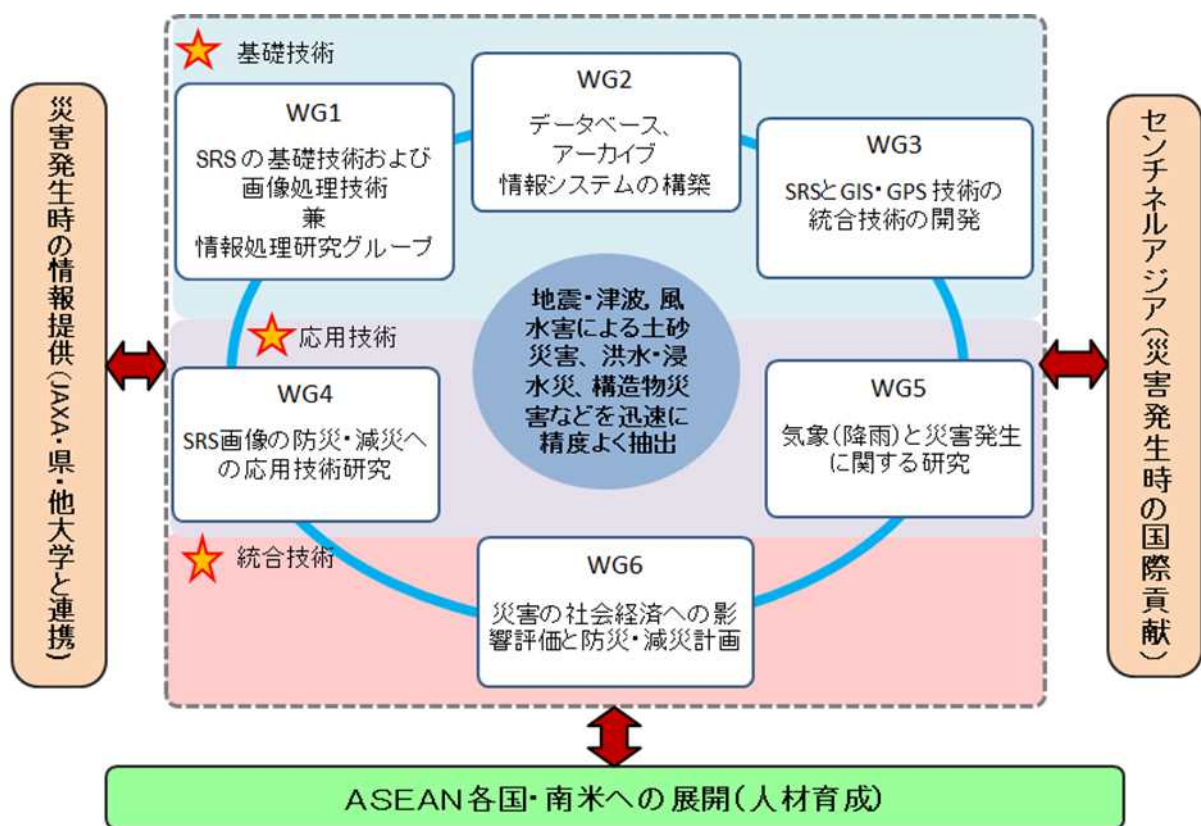 基礎技術
WG1
SRSの基礎技術および
画像処理技術
兼
情報処理研究グループ
WG2
データベース、
アーカイブ
情報システムの構築
WG3
SRSとGIS・GPS技術の
統合技術の開発
災害発生時の情報提供(JAXA・県・他大学と連携)
センチネルアジア(災害発生時の国際貢献)
地震・津波, 風
水害による土砂
災害、洪水・浸
水災、構造物災
害などを迅速に
精度よく抽出
応用技術
WG4
SRS画像の防災・減災へ
の応用技術研究
WG5
気象(降雨)と災害発生
に関する研究
統合技術
WG6
災害の社会経済への影
響評価と防災・減災計画
ASEAN各国・南米への展開(人材育成)